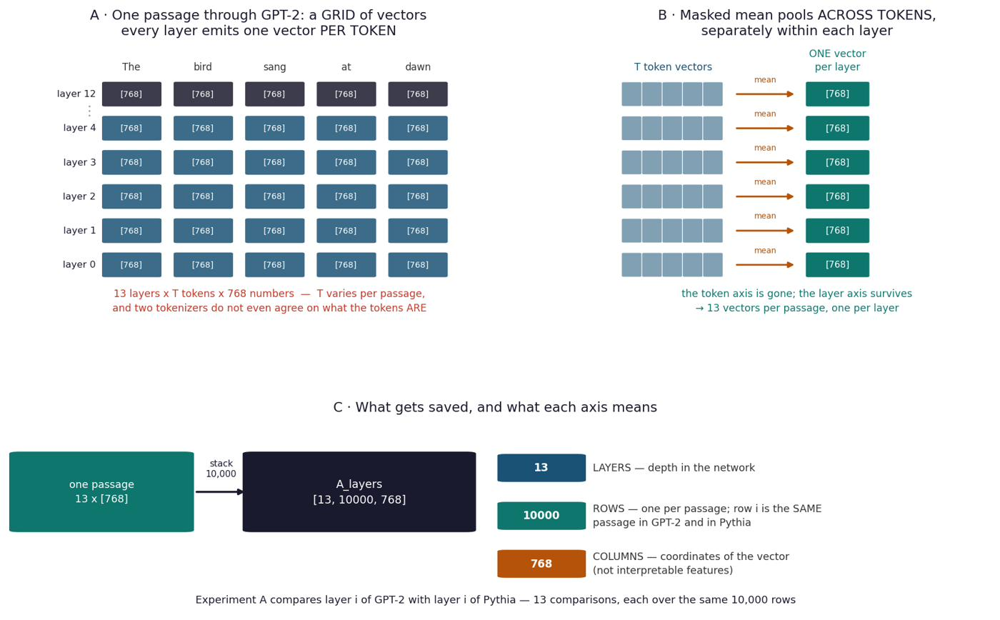 A · One passage through GPT-2: a GRID of vectors
every layer emits one vector PER TOKEN
The bird sang at dawn
layer 12 [768] [768] [768] [768] [768]
layer 4 [768] [768] [768] [768] [768]
layer 3 [768] [768] [768] [768] [768]
layer 2 [768] [768] [768] [768] [768]
layer 1 [768] [768] [768] [768] [768]
layer 0 [768] [768] [768] [768] [768]
13 layers x T tokens x 768 numbers — T varies per passage,
and two tokenizers do not even agree on what the tokens ARE
B · Masked mean pools ACROSS TOKENS,
separately within each layer
T token vectors
ONE vector
per layer
mean [768]
mean [768]
mean [768]
mean [768]
mean [768]
mean [768]
the token axis is gone; the layer axis survives
→ 13 vectors per passage, one per layer
C · What gets saved, and what each axis means
one passage
13 x [768]
stack
10,000
A_layers
[13, 10000, 768]
13 LAYERS — depth in the network
10000 ROWS — one per passage; row i is the SAME
passage in GPT-2 and in Pythia
768 COLUMNS — coordinates of the vector
(not interpretable features)
Experiment A compares layer i of GPT-2 with layer i of Pythia — 13 comparisons, each over the same 10,000 rows